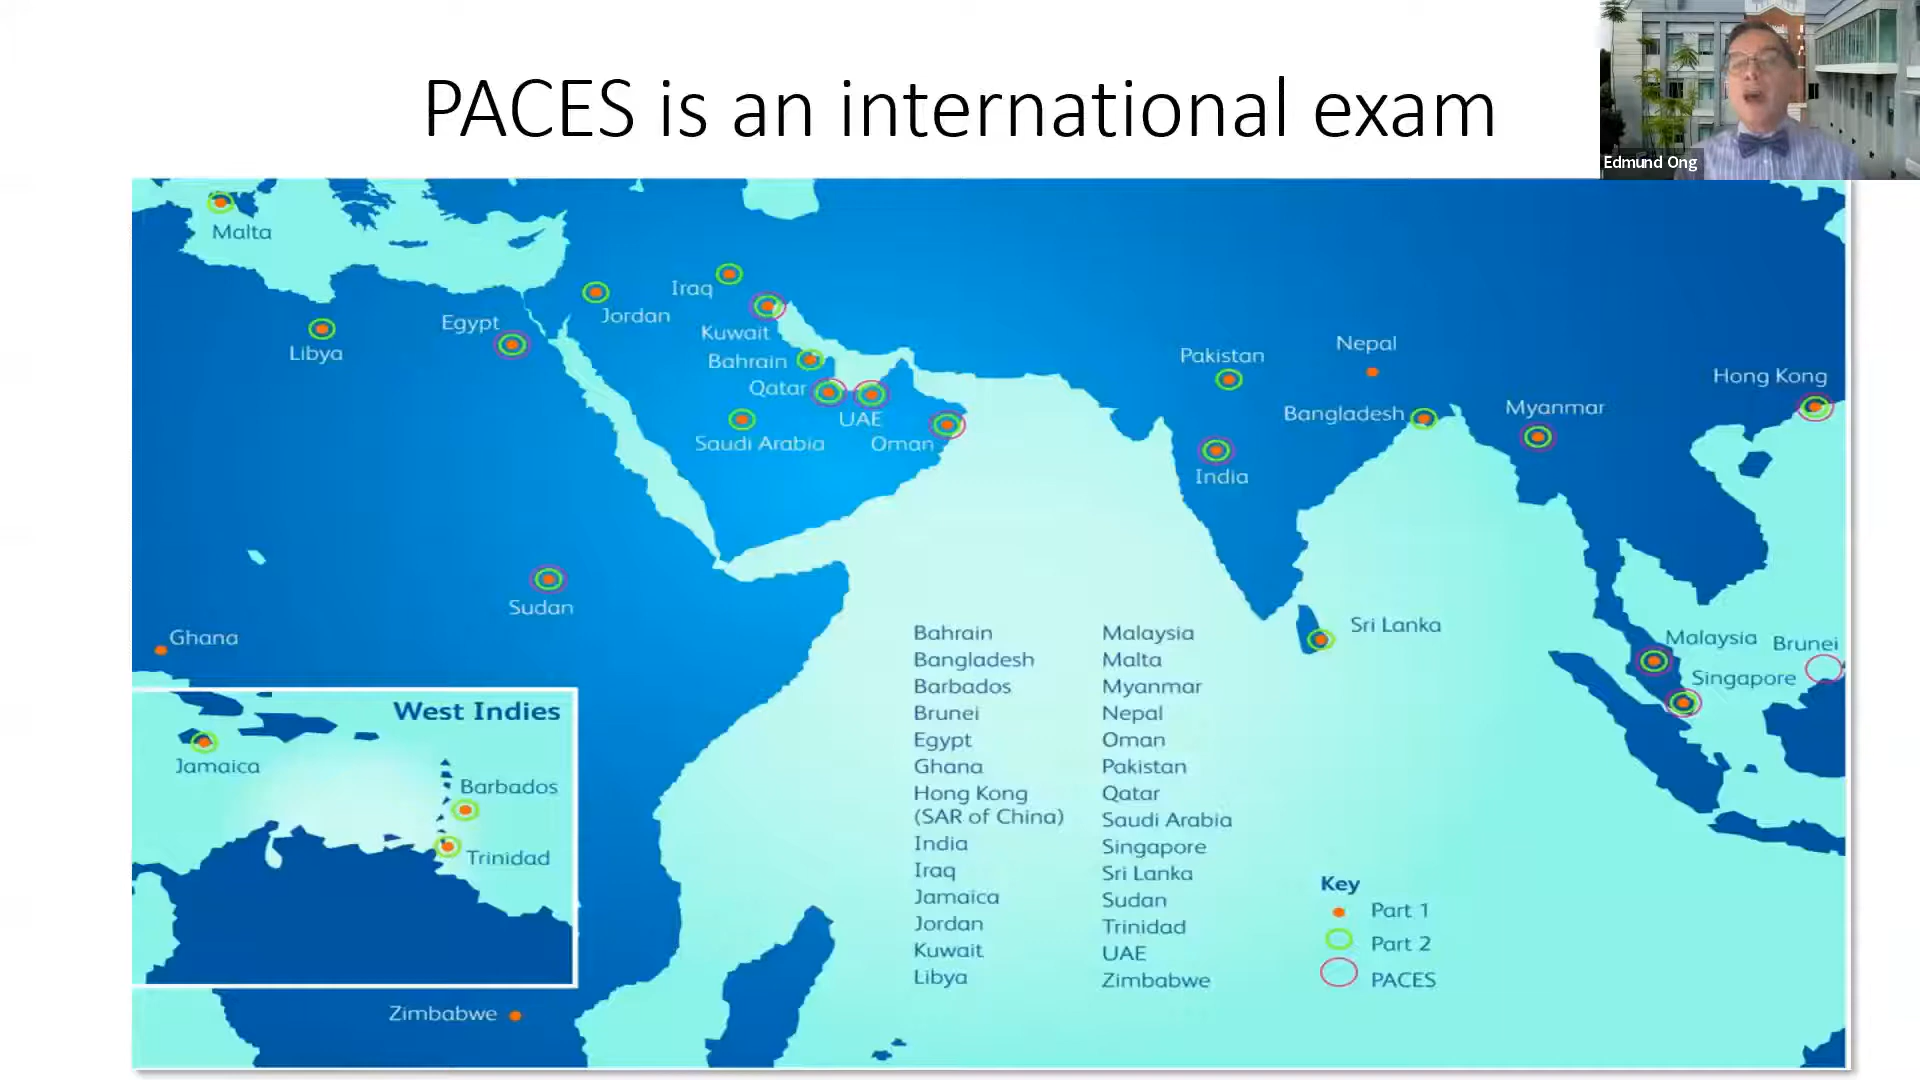 PACES is an international exam
Edmund Ong
Malta
Libya
Egypt
Jordan
Iraq
Kuwait
Bahrain
Qatar
UAE
Saudi Arabia
Oman
Pakistan
Nepal
India
Bangladesh
Myanmar
Hong Kong
Sudan
Ghana
Sri Lanka
Malaysia
Brunei
Singapore
West Indies
Jamaica
Barbados
Trinidad
Zimbabwe
Bahrain
Bangladesh
Barbados
Brunei
Egypt
Ghana
Hong Kong
(SAR of China)
India
Iraq
Jamaica
Jordan
Kuwait
Libya
Malaysia
Malta
Myanmar
Nepal
Oman
Pakistan
Qatar
Saudi Arabia
Singapore
Sri Lanka
Sudan
Trinidad
UAE
Zimbabwe
Key
Part 1
Part 2
PACES